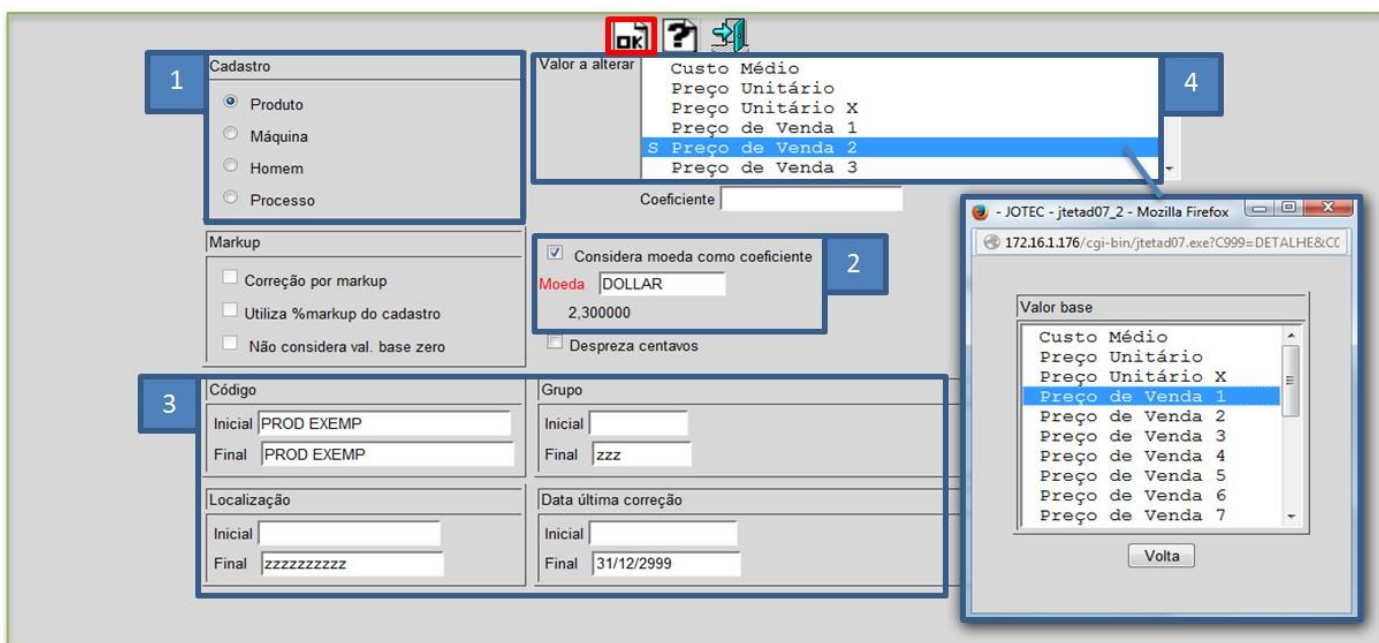 OK ?
1
Cadastro
Produto
Máquina
Homem
Processo
Valor a alterar
Custo Médio
Preço Unitário
Preço Unitário X
Preço de Venda 1
S Preço de Venda 2
Preço de Venda 3
4
Coeficiente
Markup
Correção por markup
Utiliza %markup do cadastro
Não considera val. base zero
Considera moeda como coeficiente
Moeda DOLLAR
2,300000
2
Despreza centavos
3
Código
Inicial PROD EXEMP
Final PROD EXEMP
Grupo
Inicial
Final zzz
Localização
Inicial
Final zzzzzzzzzz
Data última correção
Inicial
Final 31/12/2999
- JOTEC - jtetad07_2 - Mozilla Firefox
172.16.1.176/cgi-bin/jtetad07.exe?C999=DETALHE&CC
Valor base
Custo Médio
Preço Unitário
Preço Unitário X
Preço de Venda 1
Preço de Venda 2
Preço de Venda 3
Preço de Venda 4
Preço de Venda 5
Preço de Venda 6
Preço de Venda 7
Volta